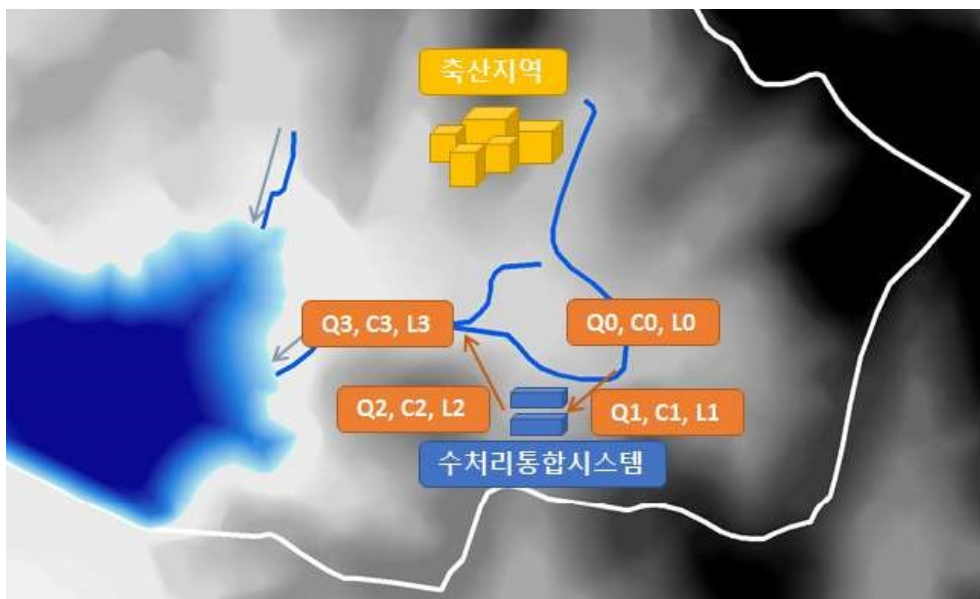 축산지역
Q3, C3, L3
Q0, C0, L0
Q2, C2, L2
Q1, C1, L1
수처리통합시스템